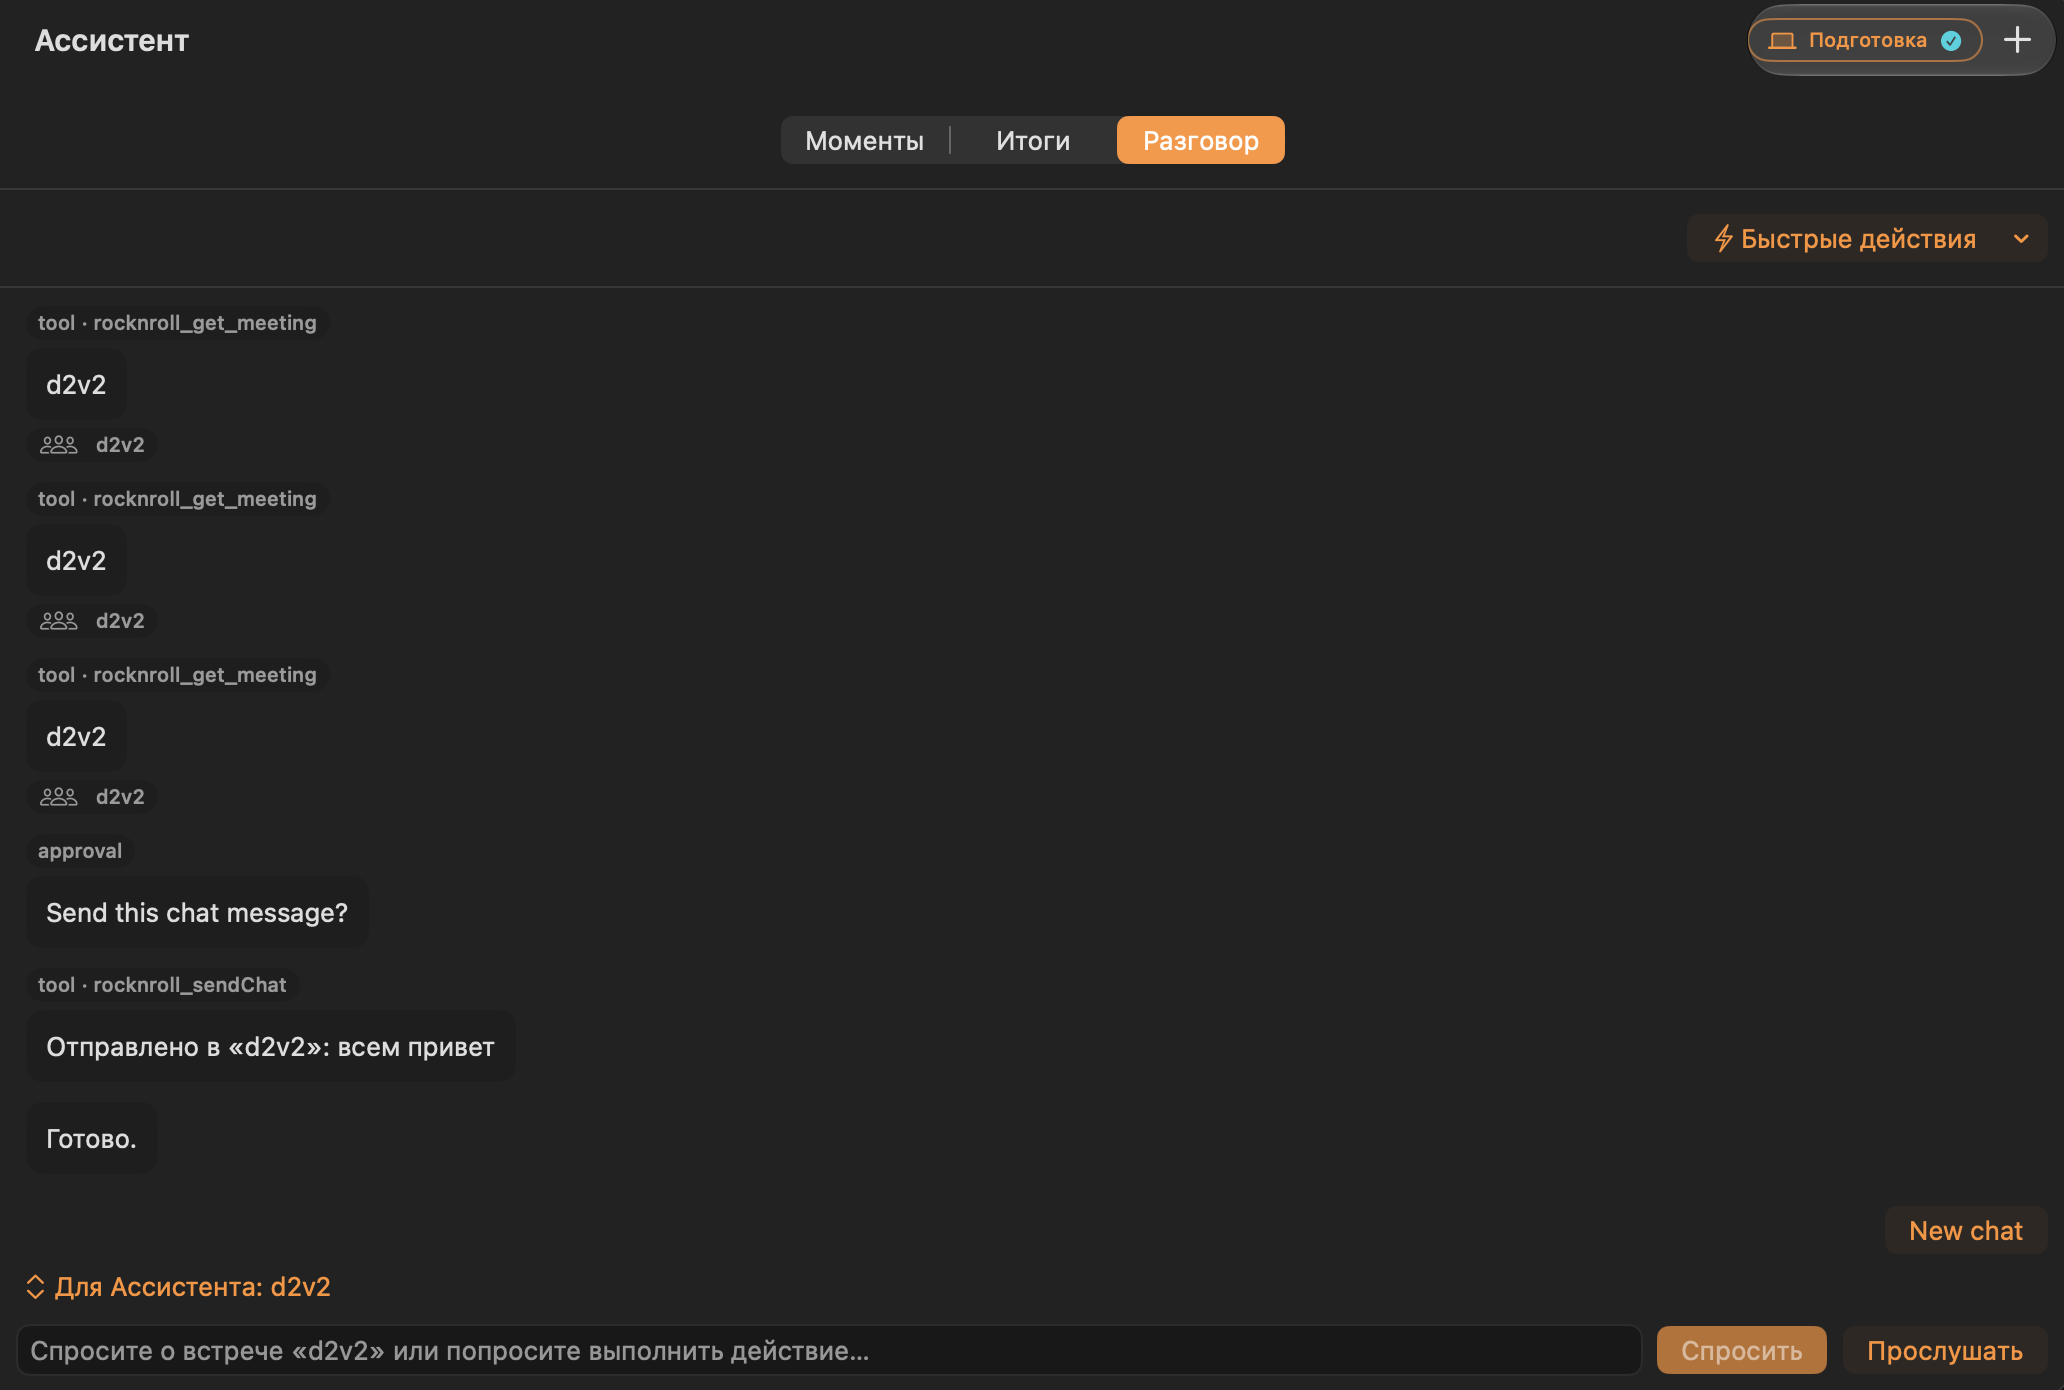 Ассистент
Подготовка
Моменты
Итоги
Разговор
Быстрые действия
tool · rocknroll_get_meeting
d2v2
d2v2
tool · rocknroll_get_meeting
d2v2
d2v2
tool · rocknroll_get_meeting
d2v2
d2v2
approval
Send this chat message?
tool · rocknroll_sendChat
Отправлено в «d2v2»: всем привет
Готово.
New chat
Для Ассистента: d2v2
Спросите о встрече «d2v2» или попросите выполнить действие...
Спросить
Прослушать